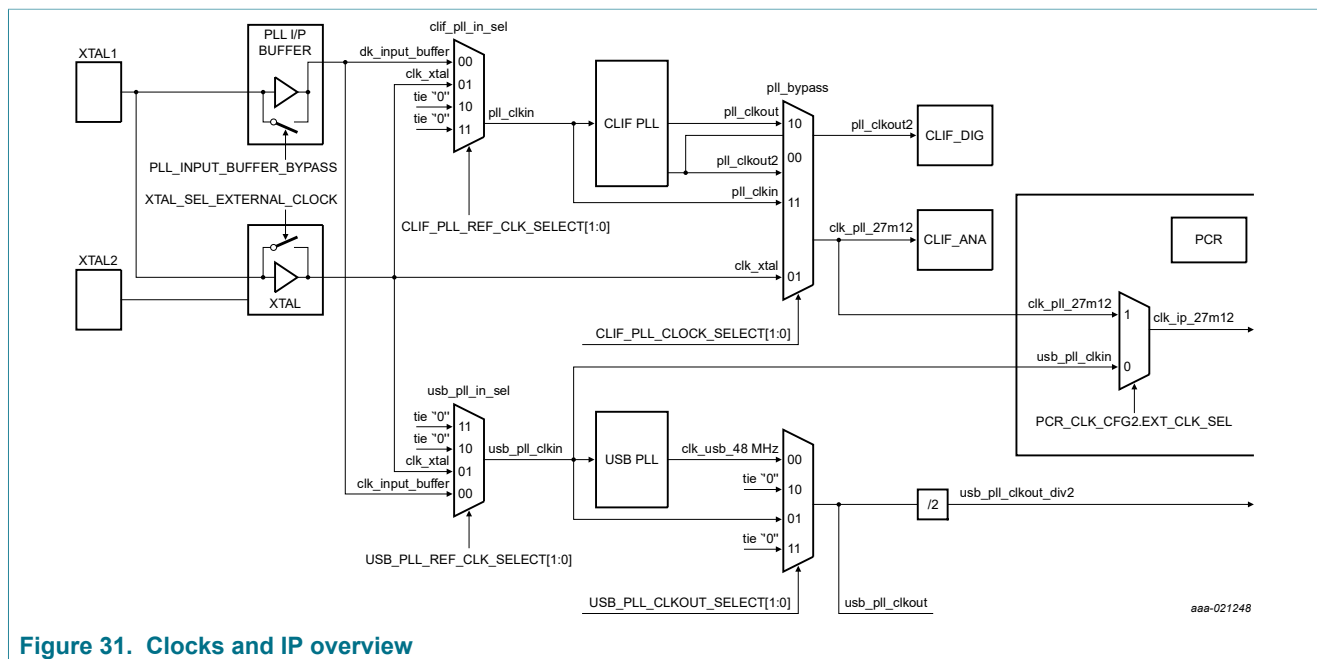 clif_pll_in_sel
PLL I/P
BUFFER
XTAL1
dk_input_buffer
00
clk_xtal
01
tie ‶0″
10
tie ‶0″
11
pll_clkin
PLL_INPUT_BUFFER_BYPASS
CLIF_PLL_REF_CLK_SELECT[1:0]
CLIF PLL
pll_bypass
pll_clkout
10
00
pll_clkout2
pll_clkin
11
clk_xtal
01
CLIF_PLL_CLOCK_SELECT[1:0]
pll_clkout2
CLIF_DIG
clk_pll_27m12
CLIF_ANA
XTAL_SEL_EXTERNAL_CLOCK
XTAL2
XTAL
PCR
clk_pll_27m12
1
clk_ip_27m12
usb_pll_clkin
0
PCR_CLK_CFG2.EXT_CLK_SEL
usb_pll_in_sel
tie ‶0″
11
tie ‶0″
10
clk_xtal
01
clk_input_buffer
00
usb_pll_clkin
USB_PLL_REF_CLK_SELECT[1:0]
USB PLL
clk_usb_48 MHz
00
tie ‶0″
10
01
tie ‶0″
11
USB_PLL_CLKOUT_SELECT[1:0]
usb_pll_clkout
/2
usb_pll_clkout_div2
aaa-021248
Figure 31. Clocks and IP overview